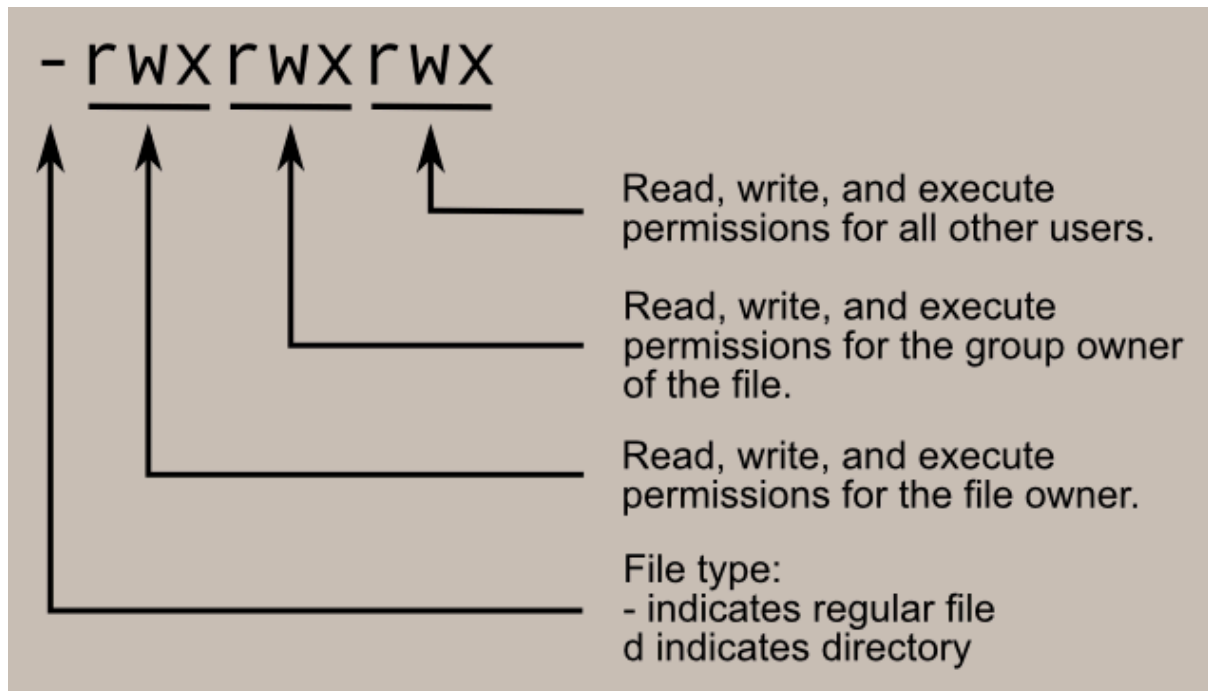 -rwxrwxrwx
Read, write, and execute
permissions for all other users.
Read, write, and execute
permissions for the group owner
of the file.
Read, write, and execute
permissions for the file owner.
File type:
- indicates regular file
d indicates directory